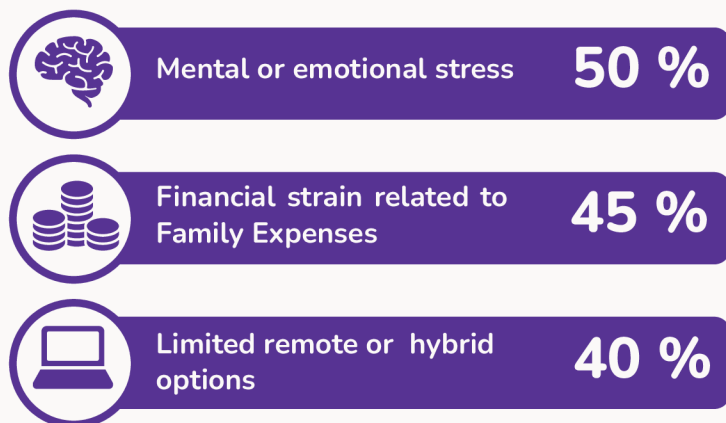 Mental or emotional stress
50 %
Financial strain related to
Family Expenses
45 %
Limited remote or hybrid
options
40 %